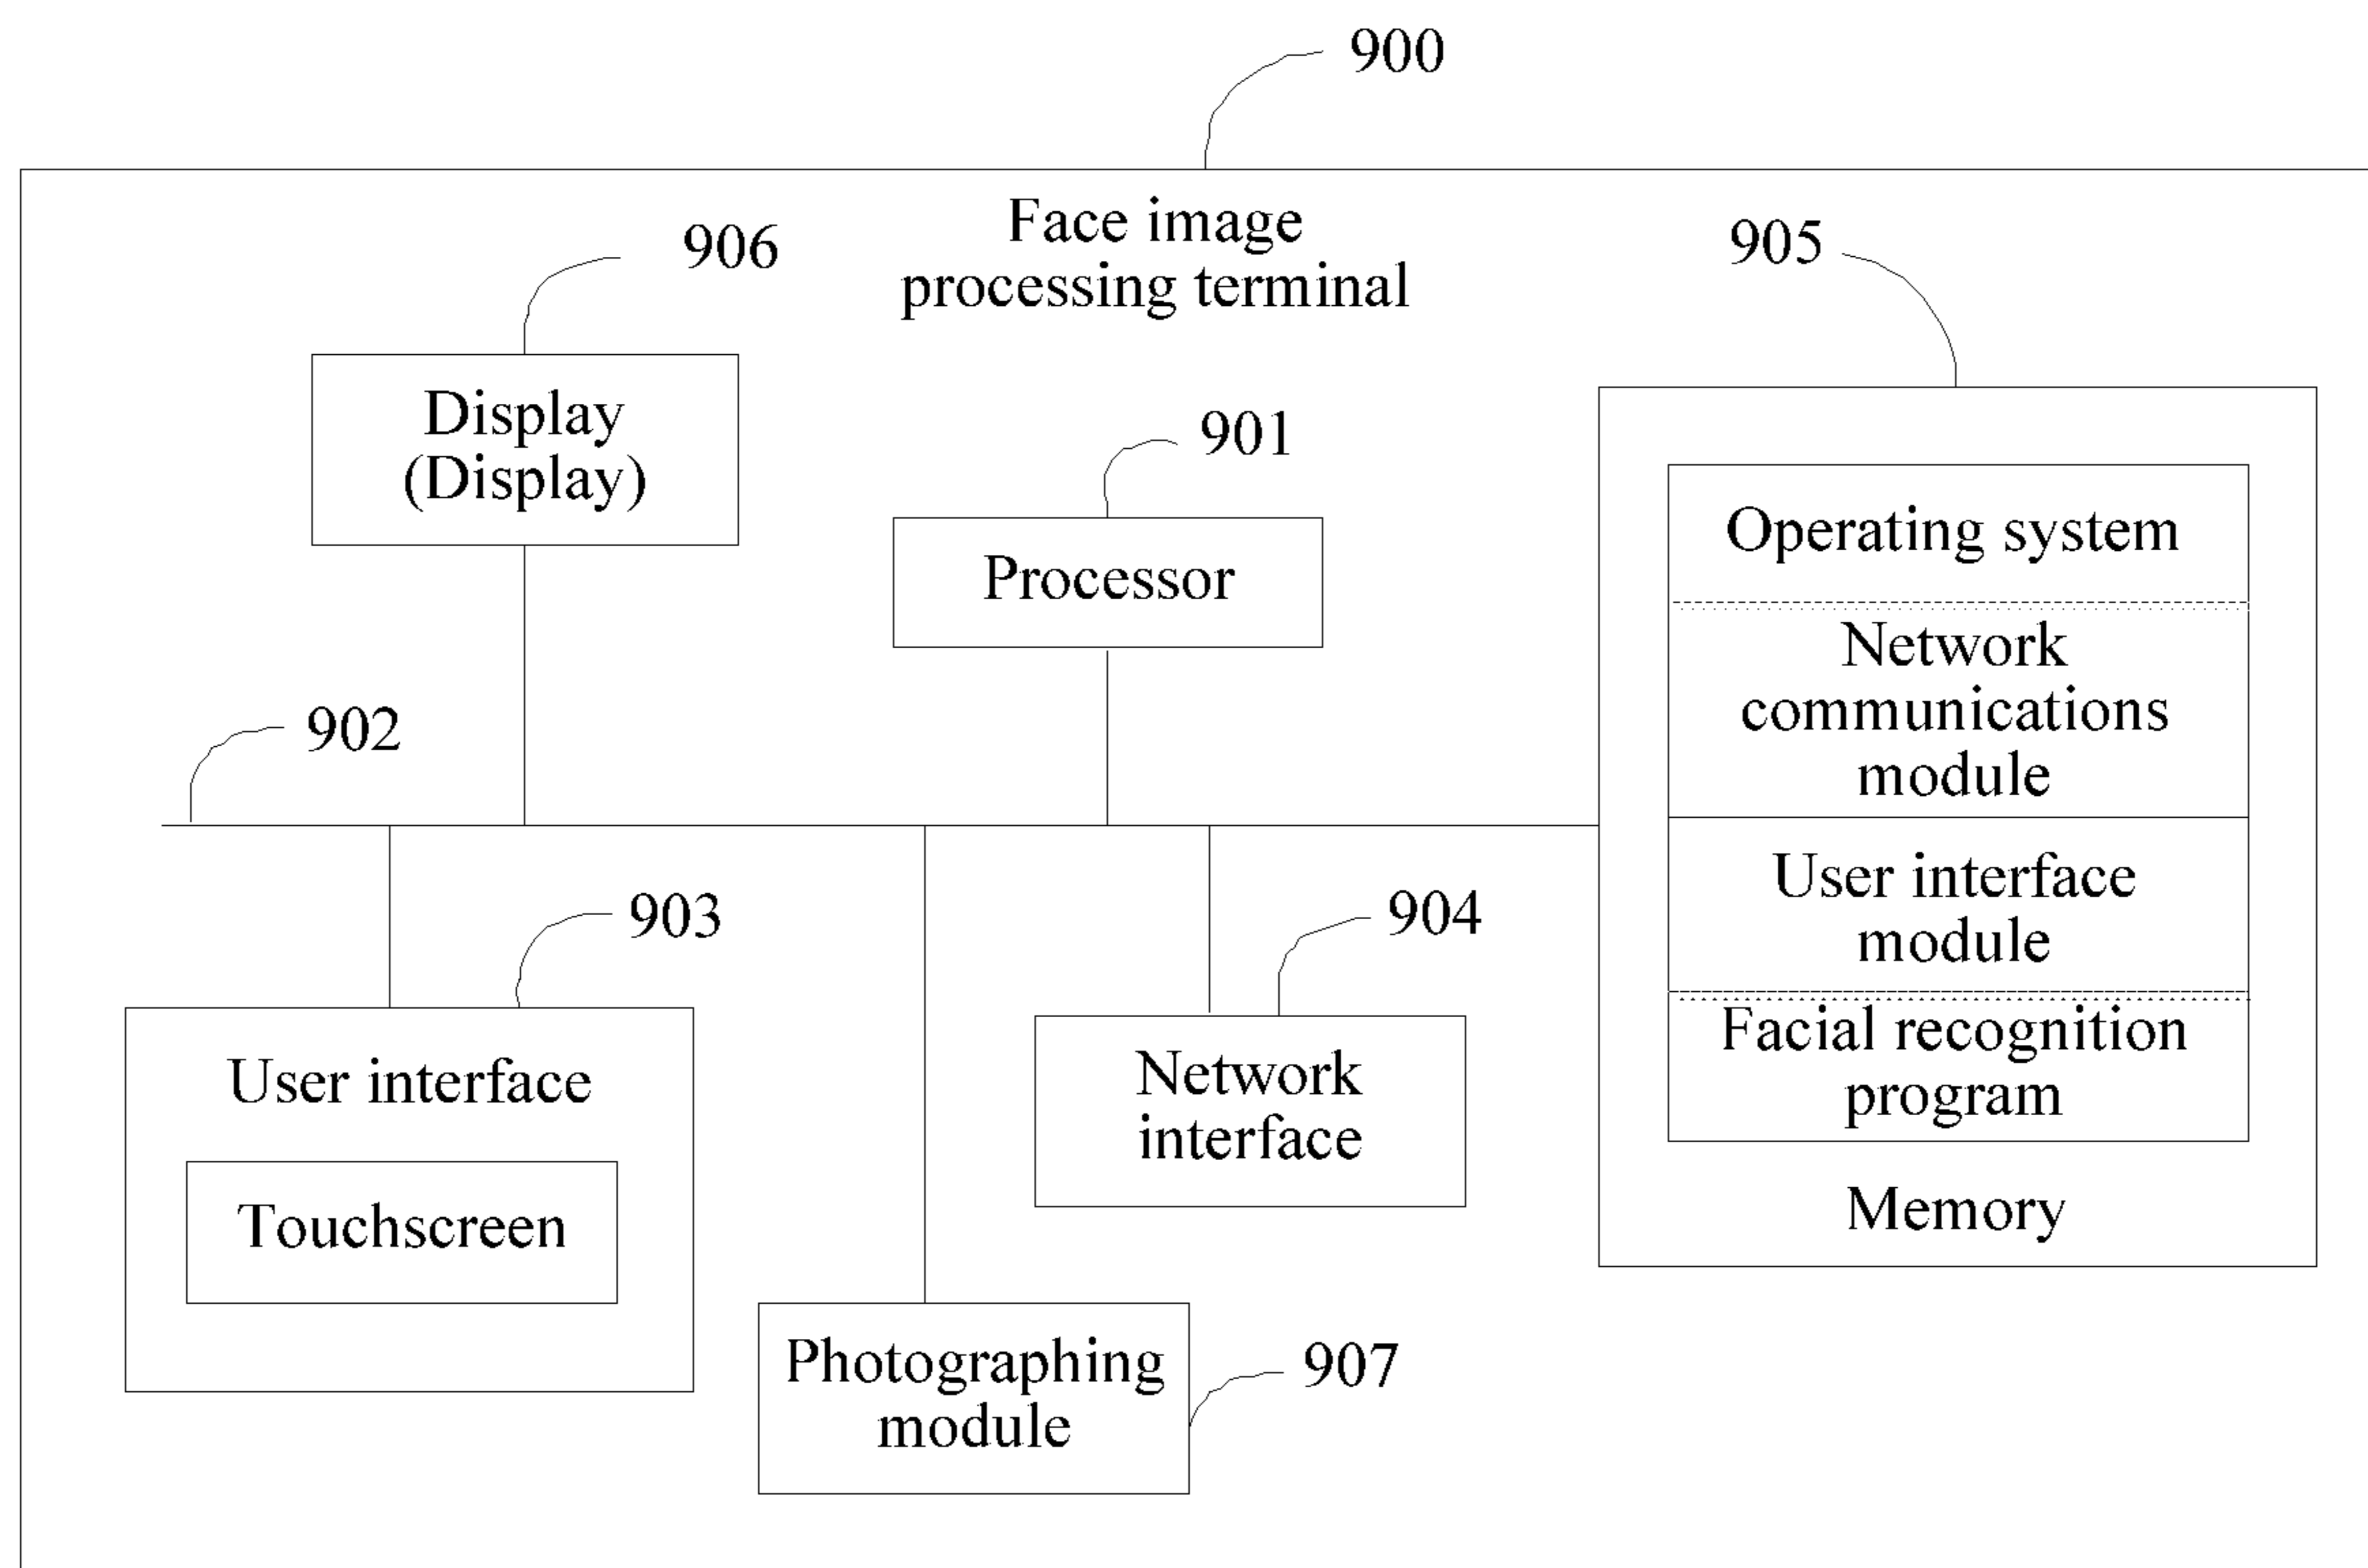 900
Face image
processing terminal
906
905
Display
(Display)
901
Processor
Operating system
Network
communications
module
902
User interface
module
903
904
Facial recognition
program
User interface
Network
interface
Touchscreen
Memory
Photographing
module
907